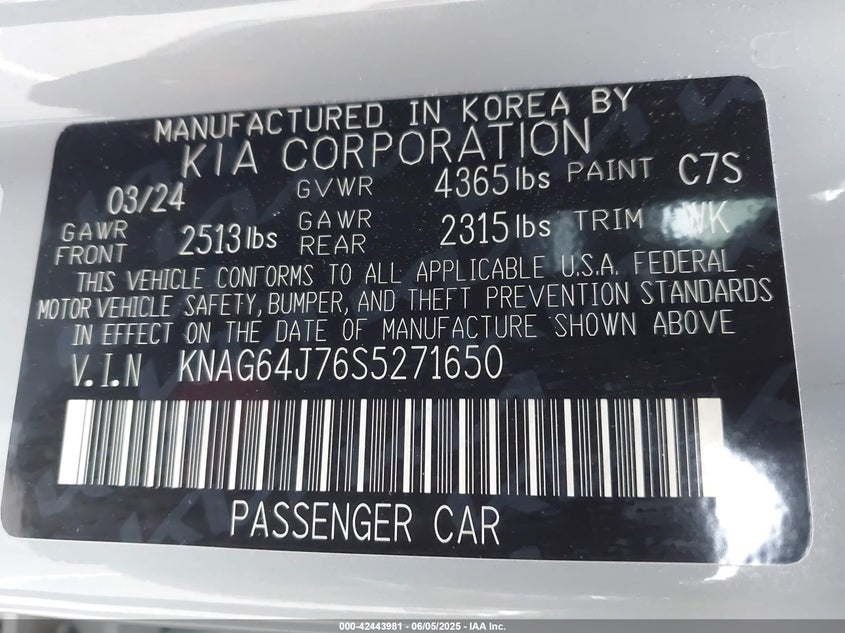 MANUFACTURED IN KOREA BY
KIA CORPORATION
03/24 GVWR 4365 lbs PAINT C7S
GAWR FRONT 2513 lbs GAWR REAR 2315 lbs TRIM WK
THIS VEHICLE CONFORMS TO ALL APPLICABLE U.S.A. FEDERAL
MOTOR VEHICLE SAFETY, BUMPER, AND THEFT PREVENTION STANDARDS
IN EFFECT ON THE DATE OF MANUFACTURE SHOWN ABOVE
V.I.N KNAG64J76S5271650
PASSENGER CAR
000-42443981 - 06/05/2025 - IAA Inc.